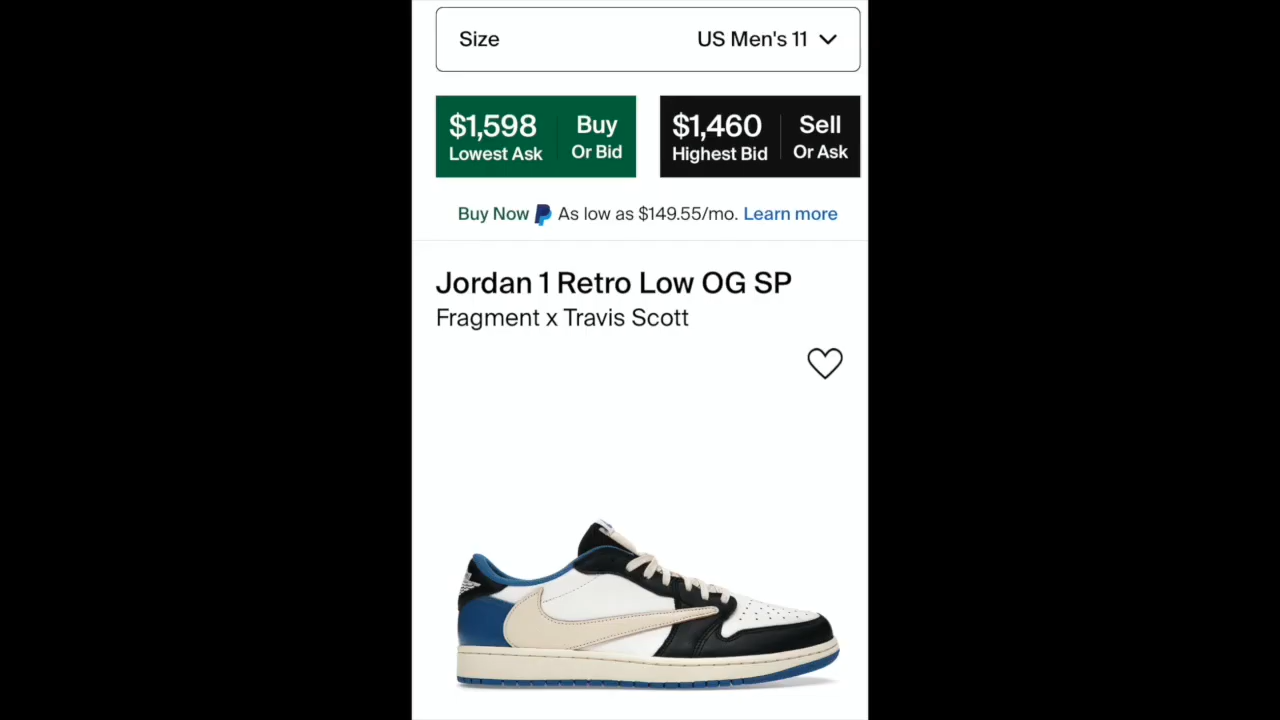 Size US Men's 11
$1,598 Buy $1,460 Sell
Lowest Ask Or Bid Highest Bid Or Ask
Buy Now As low as $149.55/mo. Learn more
Jordan 1 Retro Low OG SP
Fragment x Travis Scott